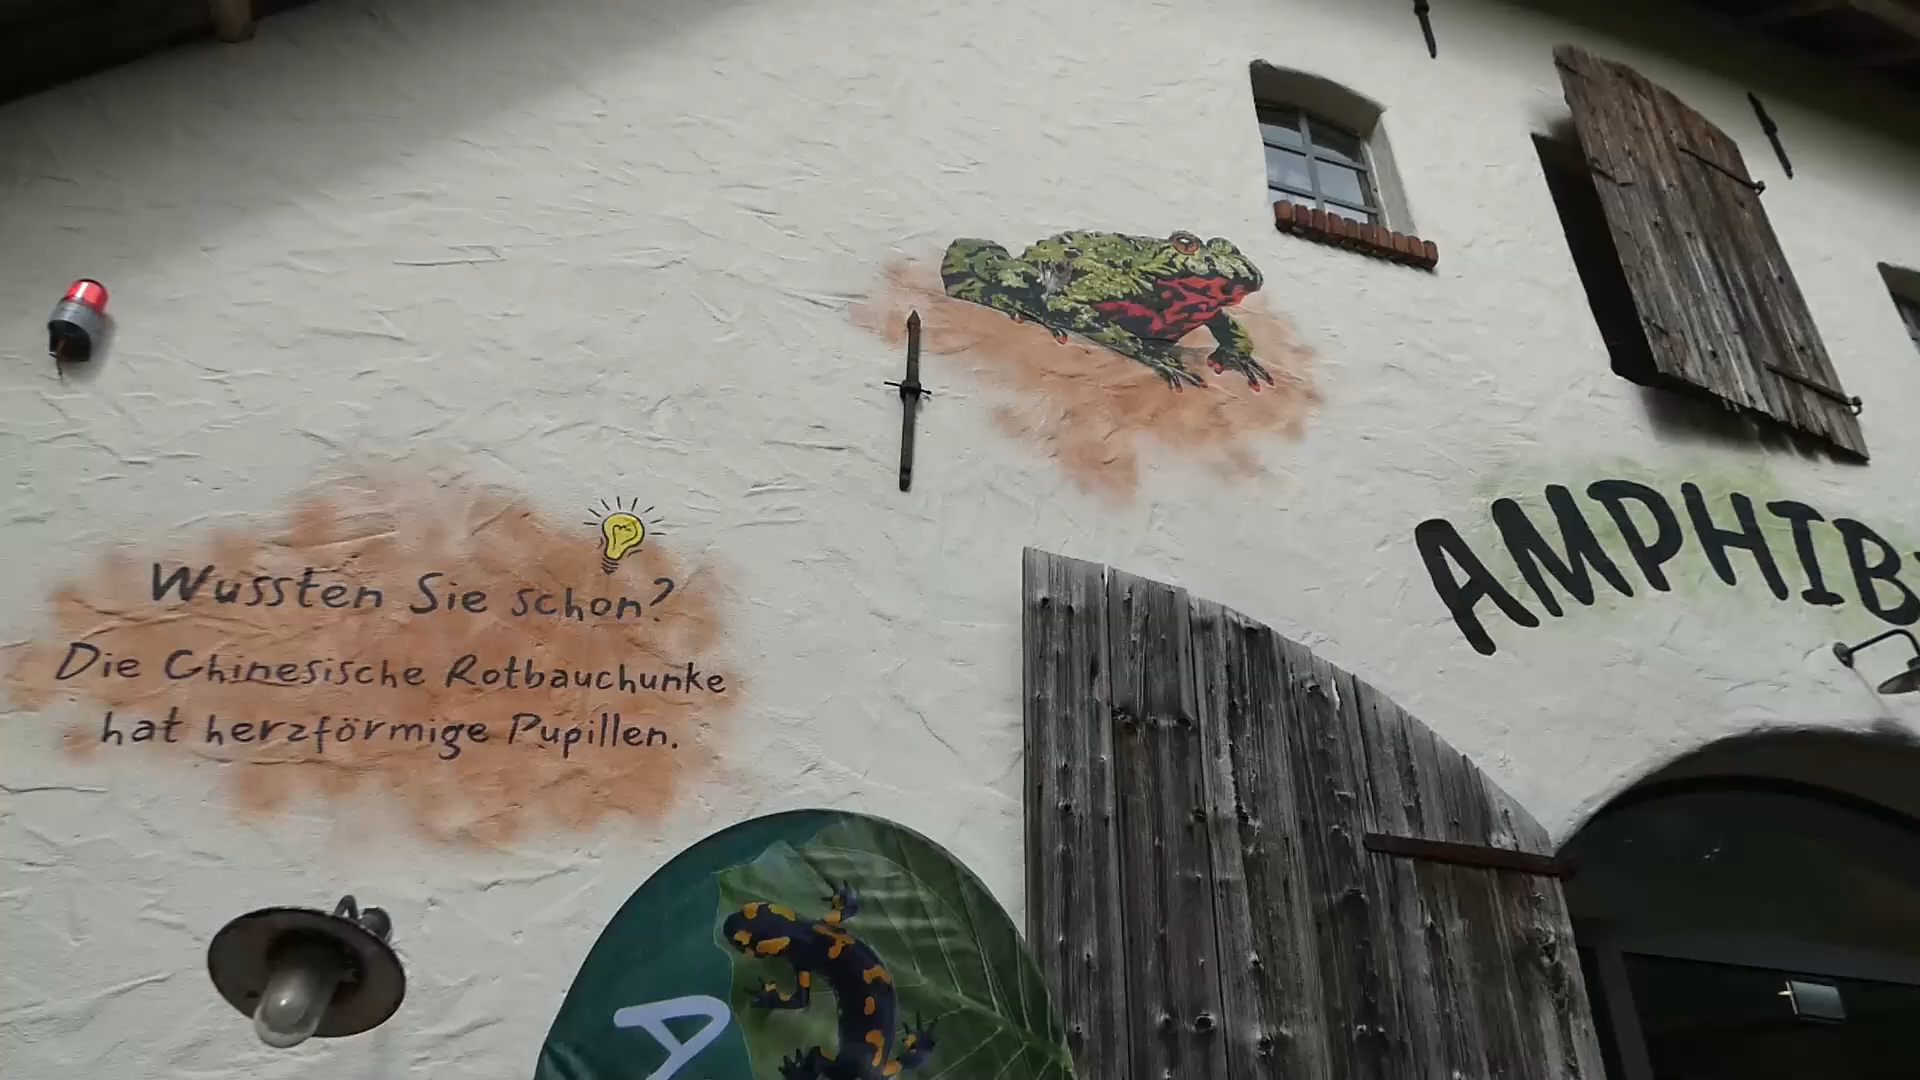 Wussten Sie schon?
Die Chinesische Rotbauchunke
hat herzförmige Pupillen.
AMPHIB
A